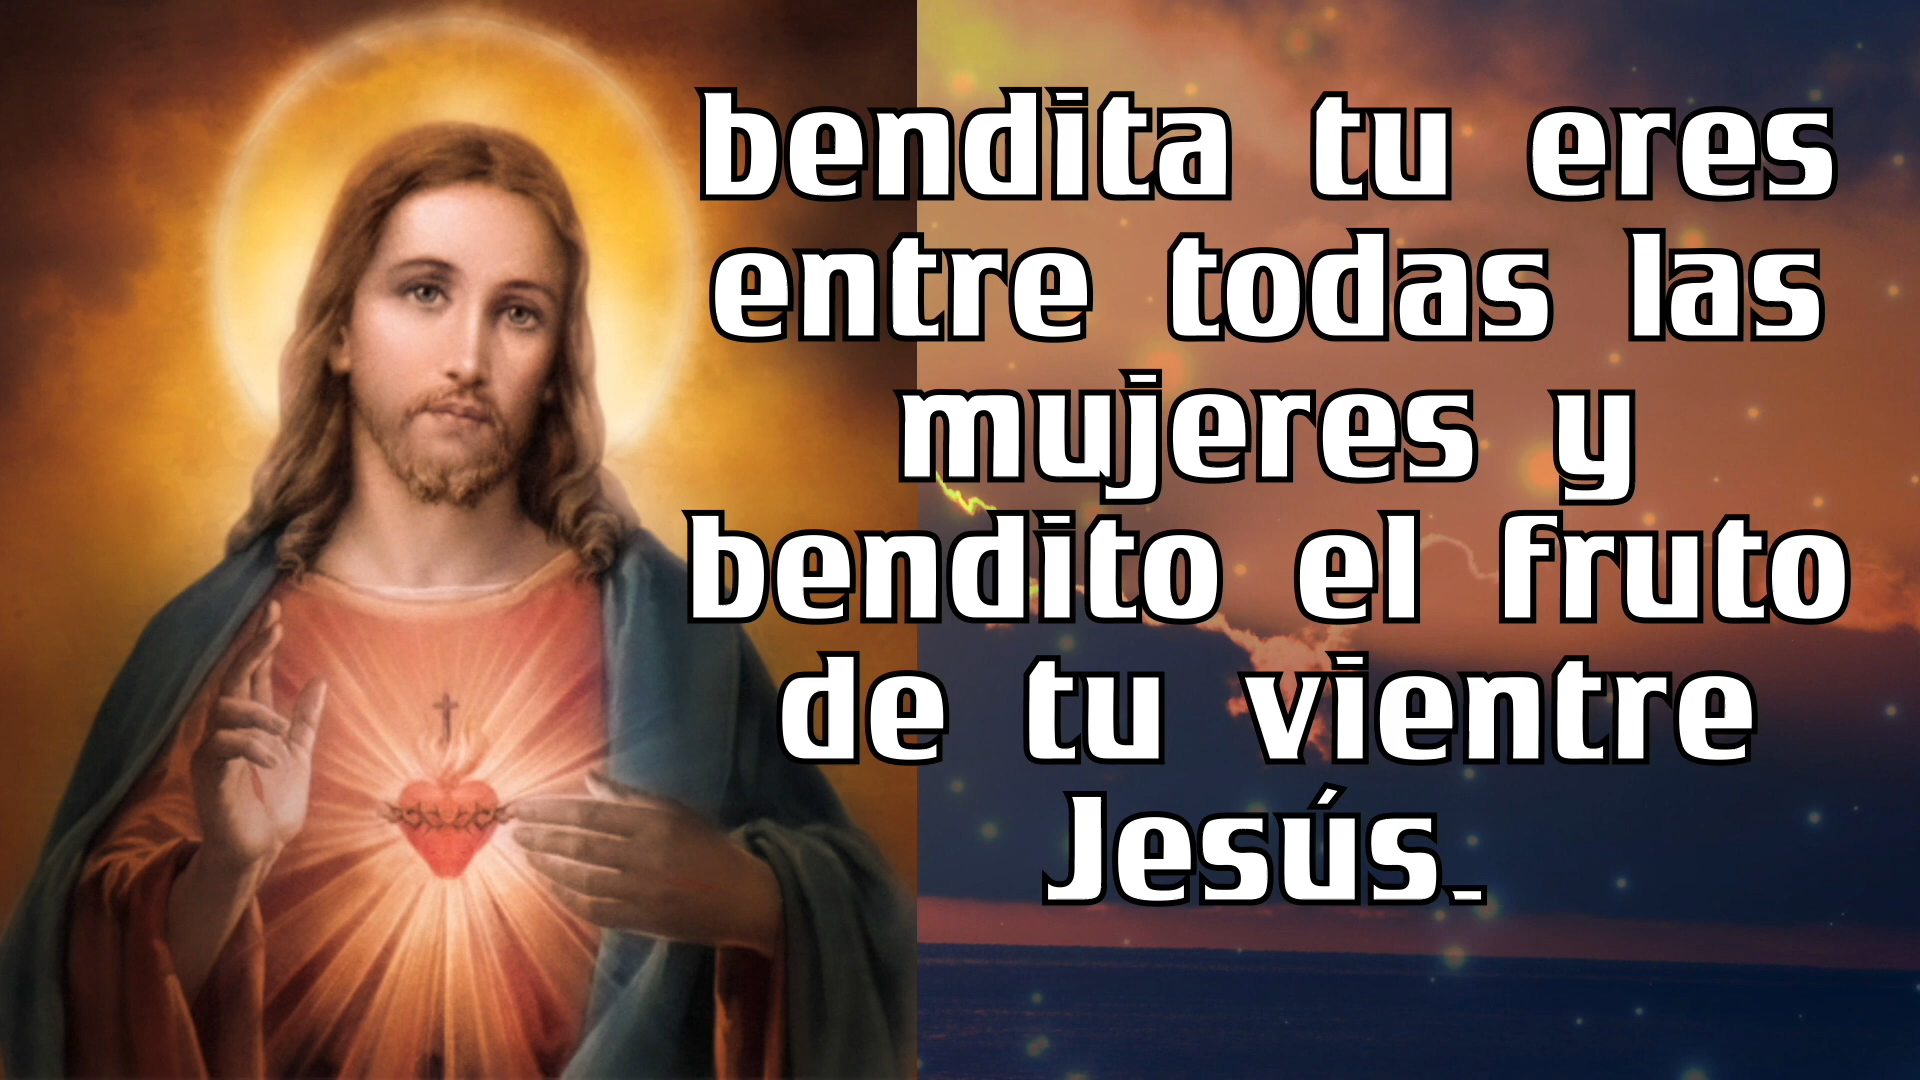 bendita tu eres
entre todas las
mujeres y
bendito el fruto
de tu vientre
Jesús.